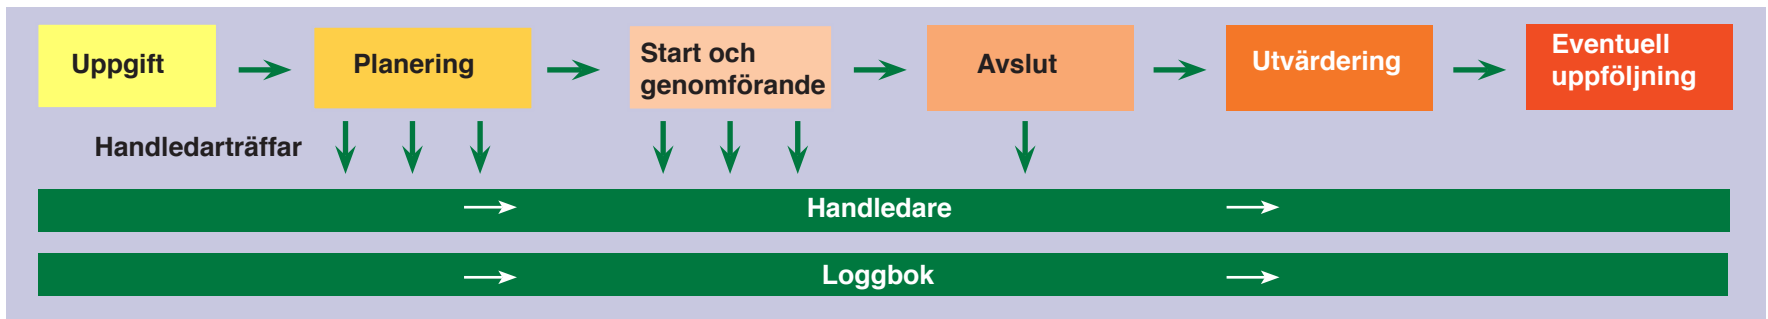 Uppgift
Planering
Start och
genomförande
Avslut
Utvärdering
Eventuell
uppföljning
Handledarträffar
Handledare
Loggbok